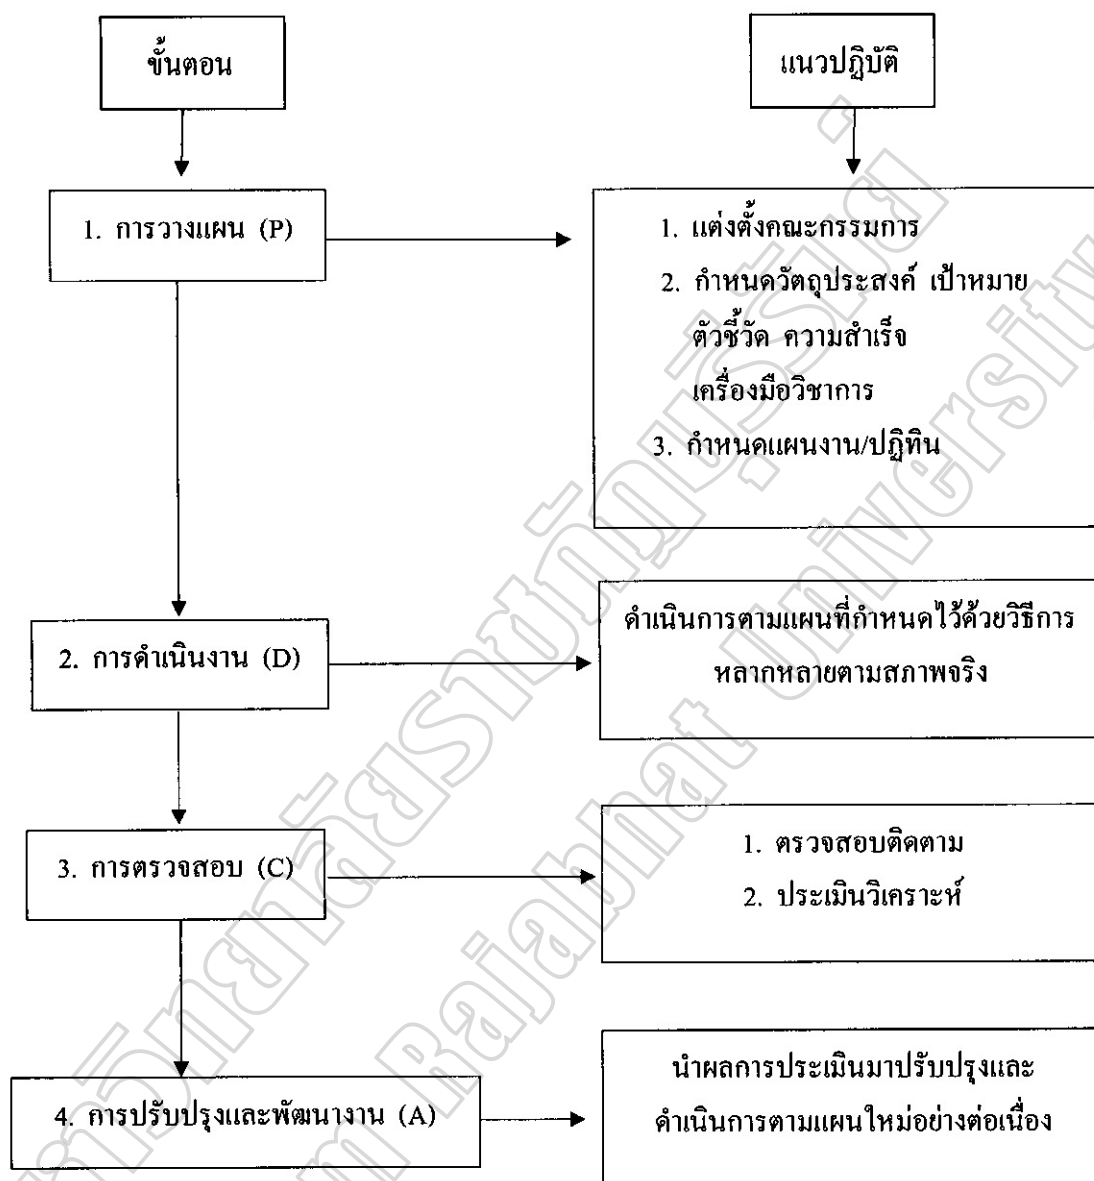 ขั้นตอน
แนวปฏิบัติ
1. การวางแผน (P)
1. แต่งตั้งคณะกรรมการ
2. กำหนดวัตถุประสงค์ เป้าหมาย
ตัวชี้วัด ความสำเร็จ
เครื่องมือวิชาการ
3. กำหนดแผนงาน/ปฏิทิน
2. การดำเนินงาน (D)
ดำเนินการตามแผนที่กำหนดไว้ด้วยวิธีการ
หลากหลายตามสภาพจริง
3. การตรวจสอบ (C)
1. ตรวจสอบติดตาม
2. ประเมินวิเคราะห์
4. การปรับปรุงและพัฒนางาน (A)
นำผลการประเมินมาปรับปรุงและ
ดำเนินการตามแผนใหม่อย่างต่อเนื่อง
Rajabhat University